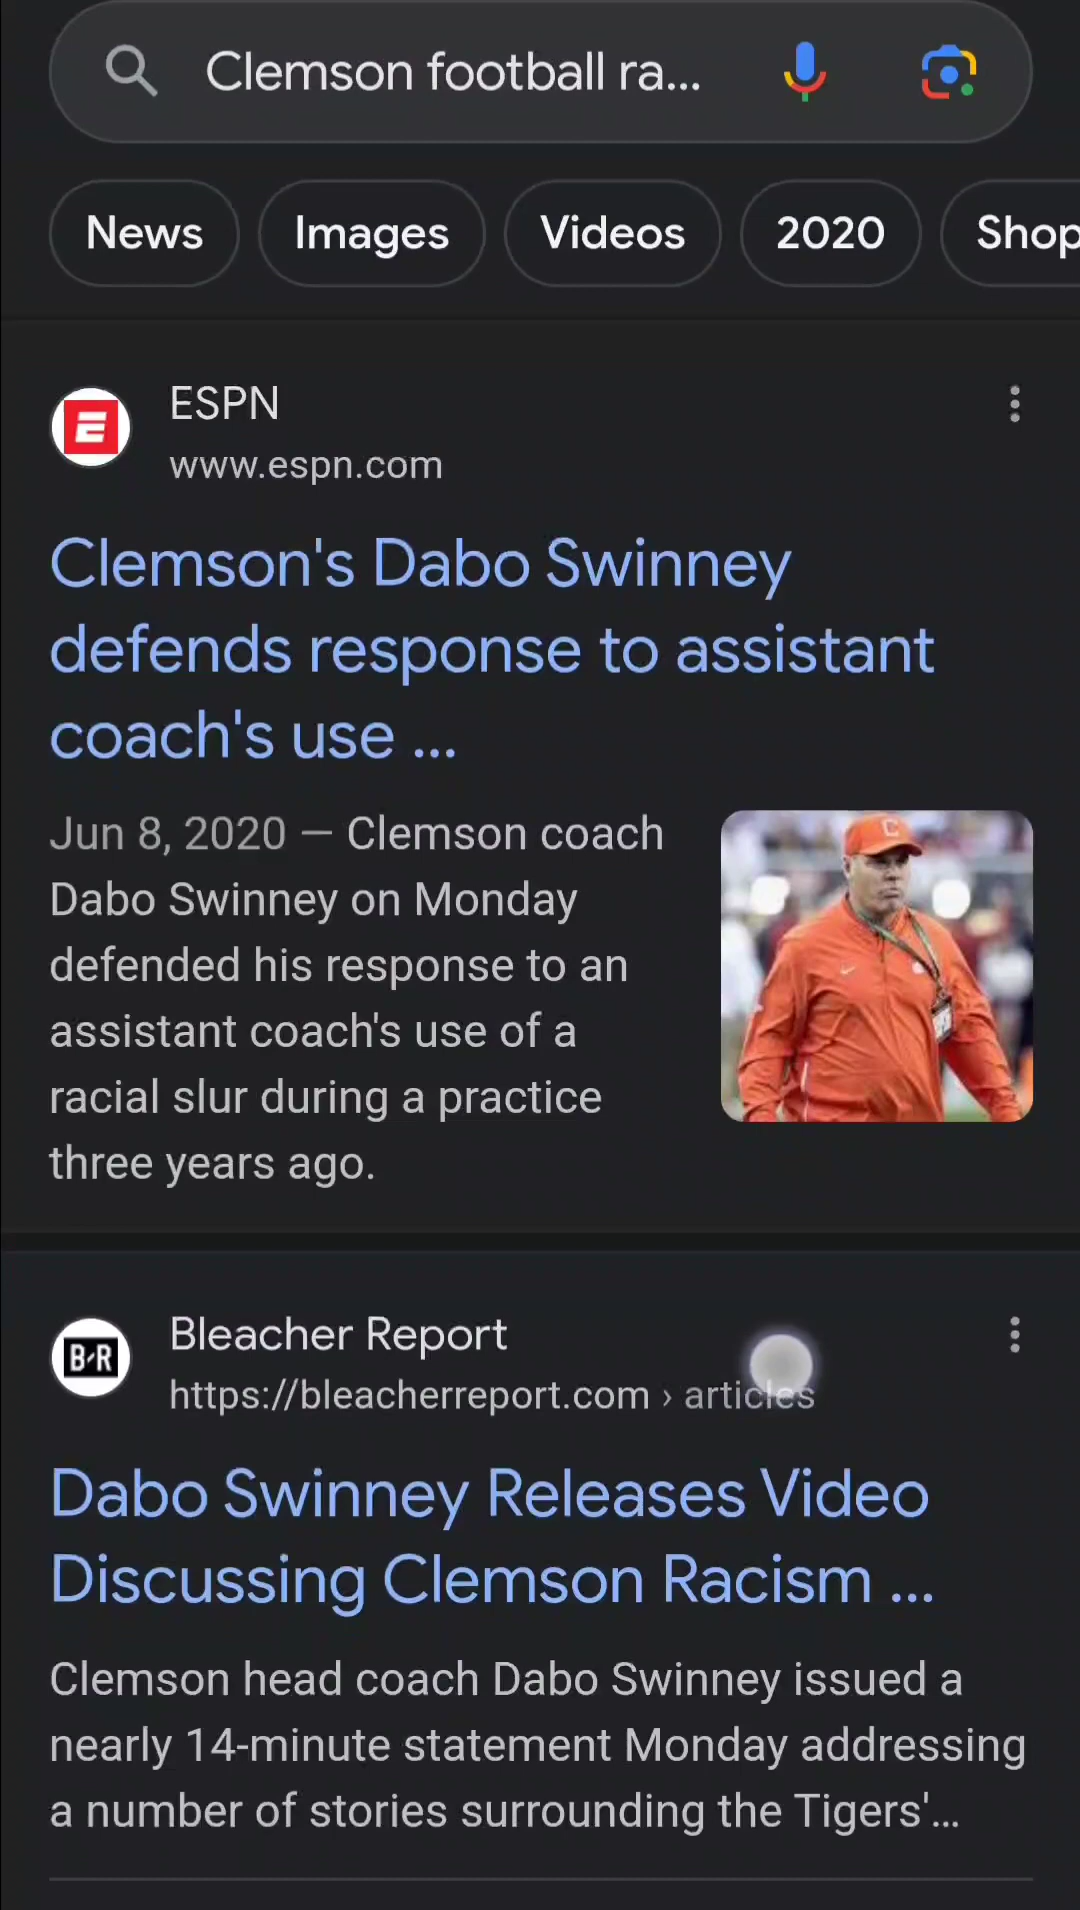 Clemson football ra...
News Images Videos 2020 Shop
ESPN
www.espn.com
Clemson's Dabo Swinney
defends response to assistant
coach's use ...
Jun 8, 2020 — Clemson coach
Dabo Swinney on Monday
defended his response to an
assistant coach's use of a
racial slur during a practice
three years ago.
C
B-R
Bleacher Report
https://bleacherreport.com › articles
Dabo Swinney Releases Video
Discussing Clemson Racism ...
Clemson head coach Dabo Swinney issued a
nearly 14-minute statement Monday addressing
a number of stories surrounding the Tigers'...